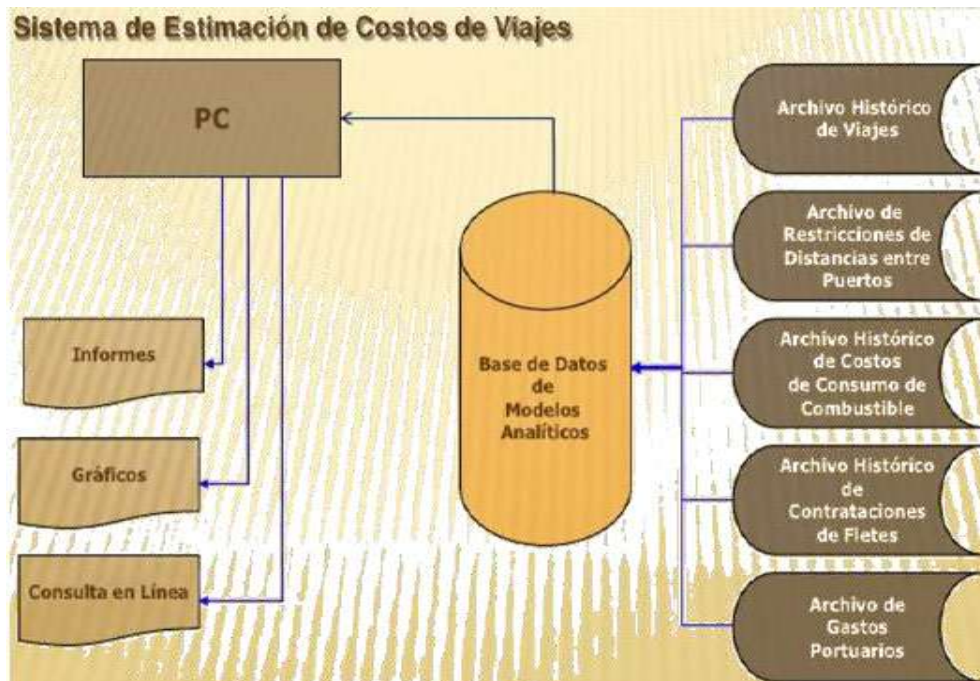 Sistema de Estimación de Costos de Viajes
PC
Informes
Gráficos
Consulta en Línea
Base de Datos
de
Modelos
Analíticos
Archivo Histórico
de Viajes
Archivo de
Restricciones de
Distancias entre
Puertos
Archivo Histórico
de Costos
de Consumo de
Combustible
Archivo Histórico
de
Contrataciones
de Fletes
Archivo de
Gastos
Portuarios